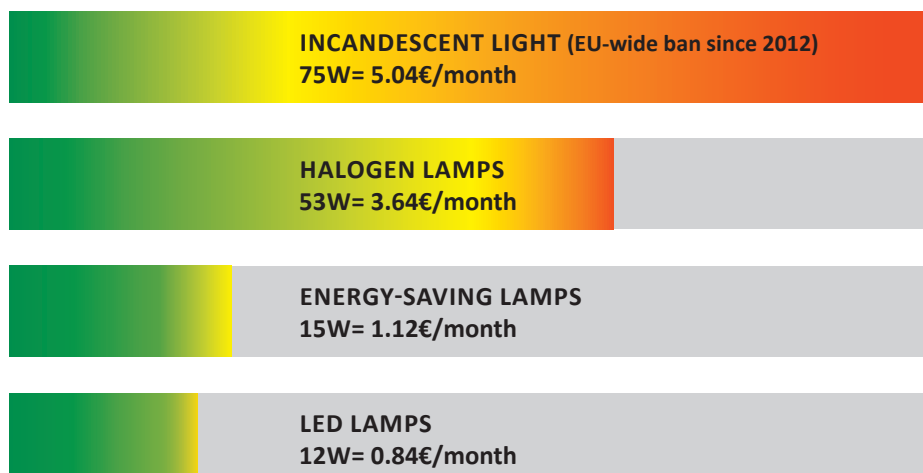 INCANDESCENT LIGHT (EU-wide ban since 2012)
75W= 5.04€/month
HALOGEN LAMPS
53W= 3.64€/month
ENERGY-SAVING LAMPS
15W= 1.12€/month
LED LAMPS
12W= 0.84€/month